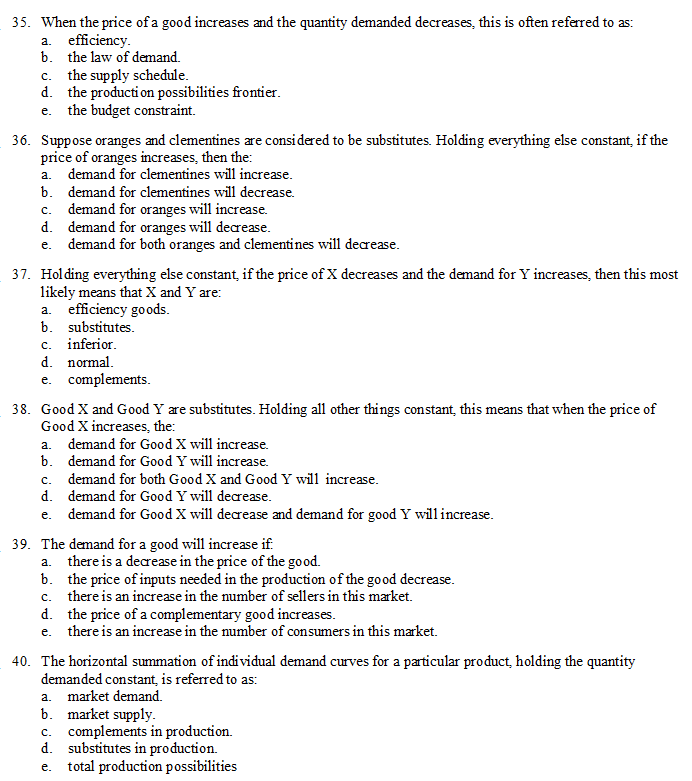 35. When the price of a good increases and the quantity demanded decreases, this is often referred to as:
a. efficiency.
b. the law of demand.
c. the supply schedule.
d. the production possibilities frontier.
e. the budget constraint.
36. Suppose oranges and clementines are considered to be substitutes. Holding everything else constant, if the
price of oranges increases, then the:
a. demand for clementines will increase.
b. demand for clementines will decrease.
c. demand for oranges will increase.
d. demand for oranges will decrease.
e. demand for both oranges and clementines will decrease.
37. Holding everything else constant, if the price of X decreases and the demand for Y increases, then this most
likely means that X and Y are:
a. efficiency goods.
b. substitutes.
c. inferior.
d. normal.
e. complements.
38. Good X and Good Y are substitutes. Holding all other things constant, this means that when the price of
Good X increases, the:
a. demand for Good X will increase.
b. demand for Good Y will increase.
c. demand for both Good X and Good Y will increase.
d. demand for Good Y will decrease.
e. demand for Good X will decrease and demand for good Y will increase.
39. The demand for a good will increase if:
a. there is a decrease in the price of the good.
b. the price of inputs needed in the production of the good decrease.
c. there is an increase in the number of sellers in this market.
d. the price of a complementary good increases.
e. there is an increase in the number of consumers in this market.
40. The horizontal summation of individual demand curves for a particular product, holding the quantity
demanded constant, is referred to as:
a. market demand.
b. market supply.
c. complements in production.
d. substitutes in production.
e. total production possibilities